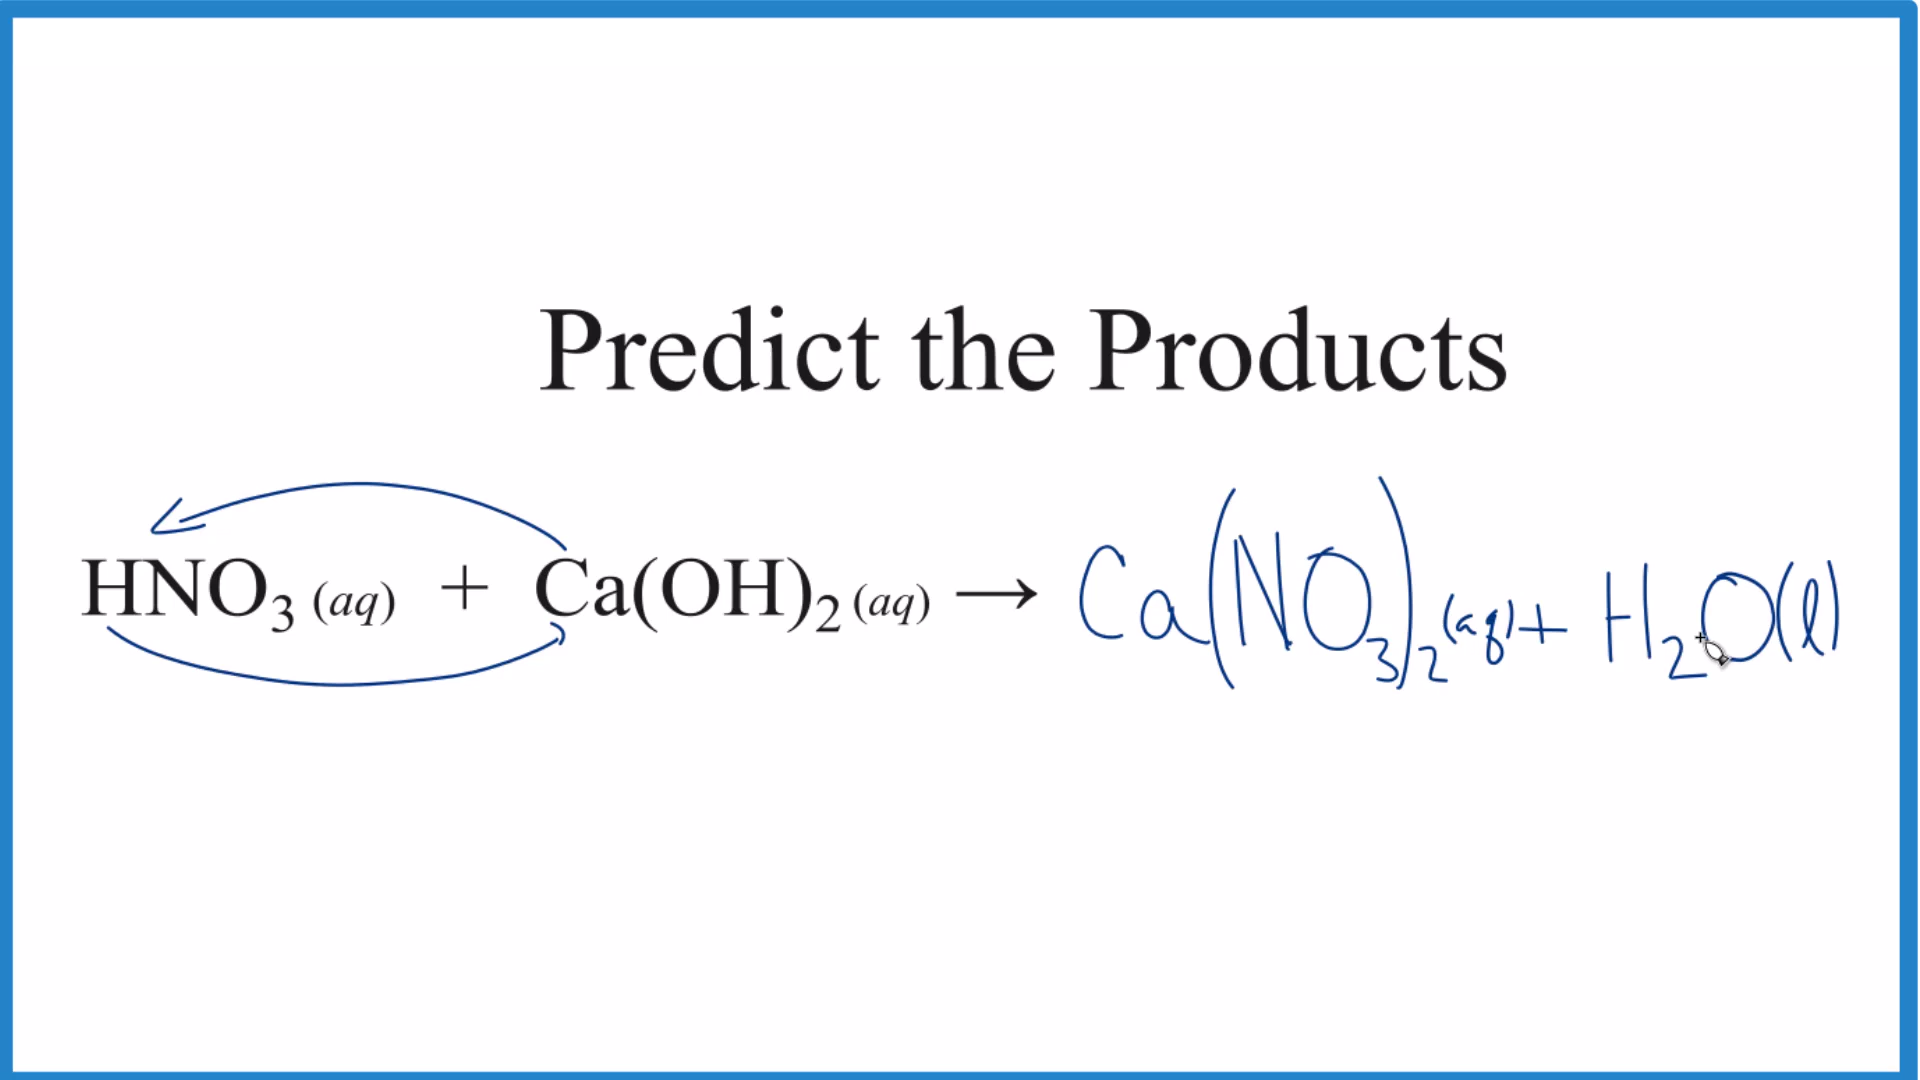 Predict the Products
HNO₃ (aq) + Ca(OH)₂ (aq) → Ca(NO₃)₂ (aq) + H₂O(l)